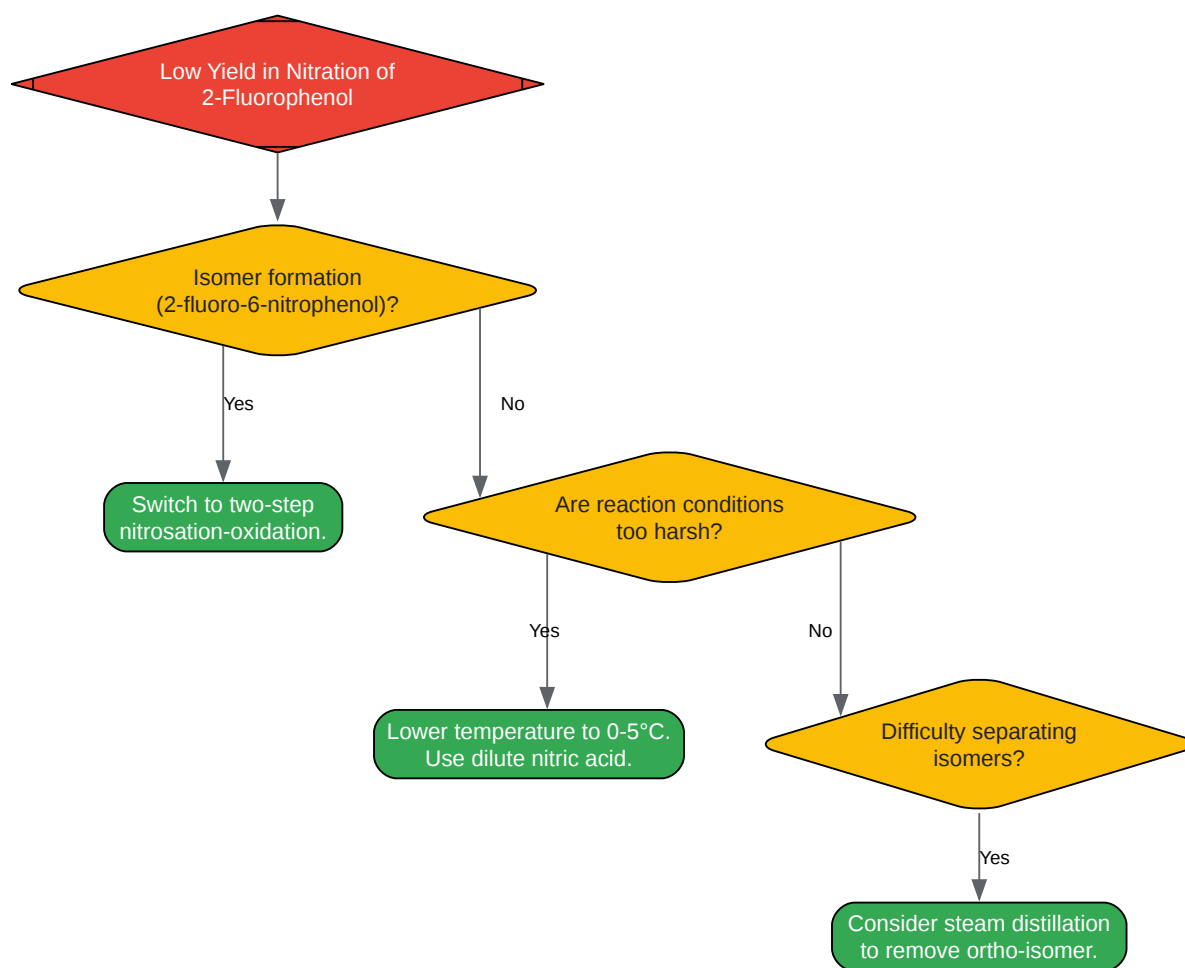 Low Yield in Nitration of
2-Fluorophenol
Isomer formation
(2-fluoro-6-nitrophenol)?
Yes
No
Switch to two-step
nitrosation-oxidation.
Are reaction conditions
too harsh?
Yes
No
Lower temperature to 0-5°C.
Use dilute nitric acid.
Difficulty separating
isomers?
Yes
Consider steam distillation
to remove ortho-isomer.